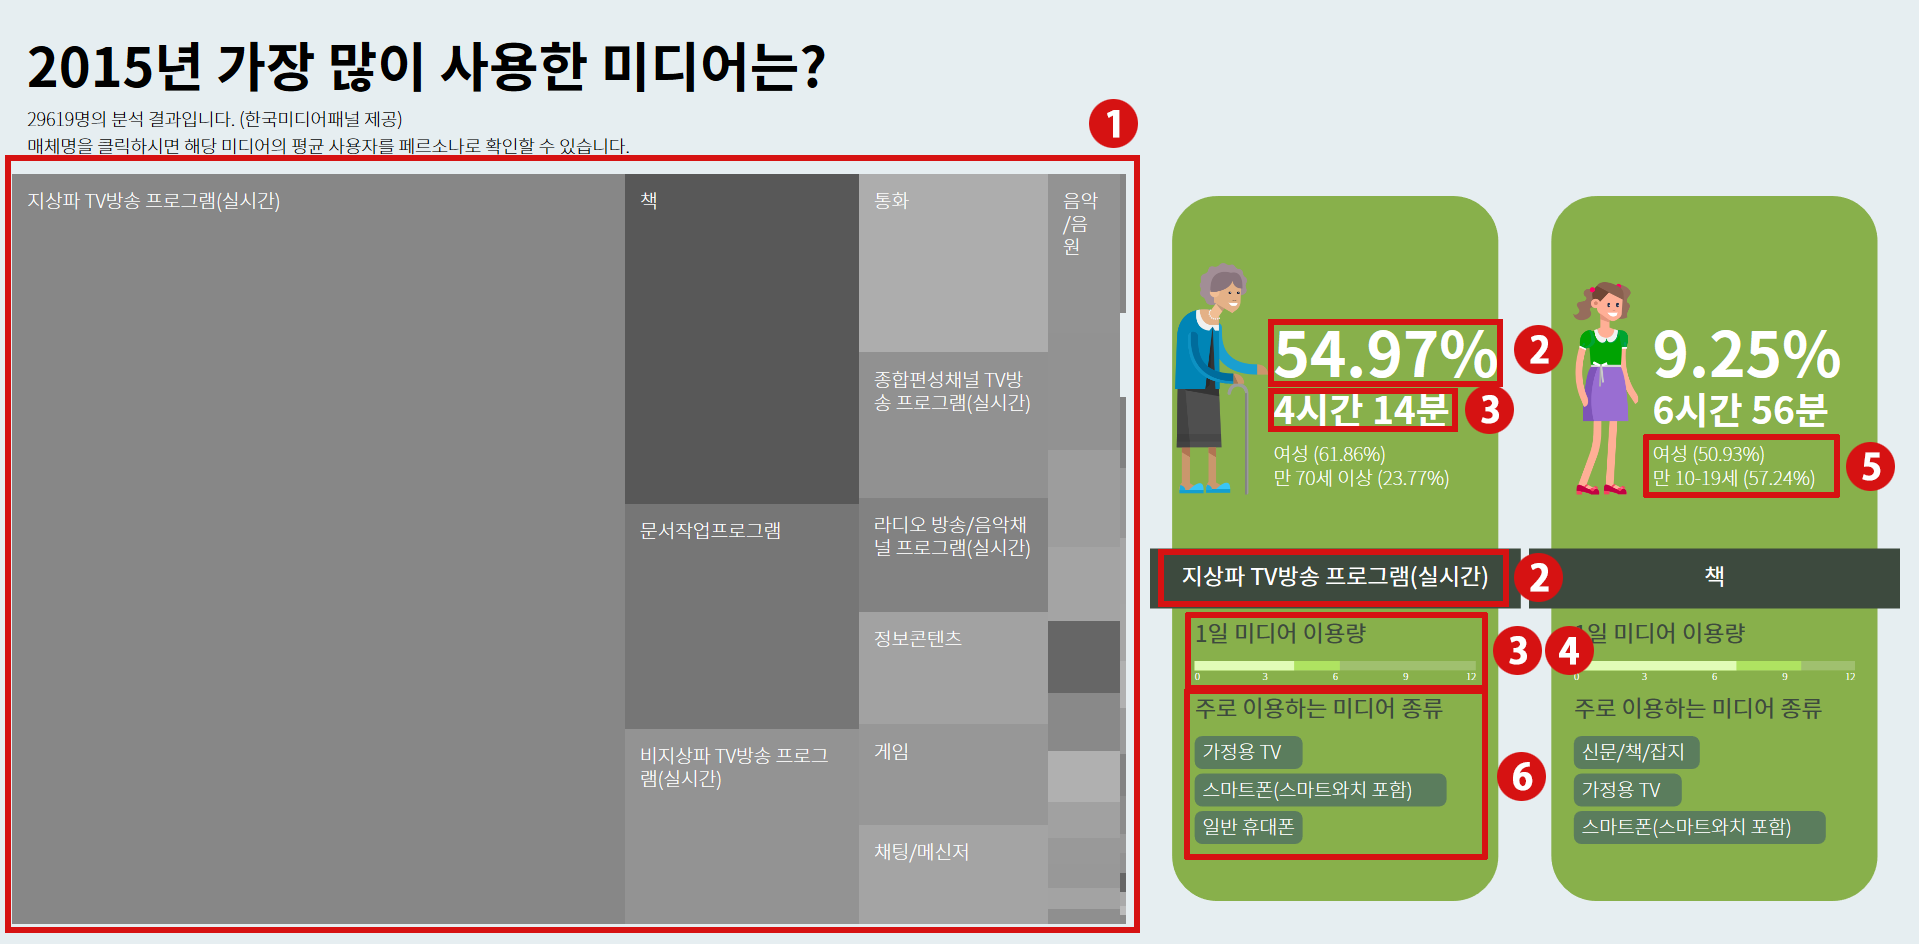 2015년 가장 많이 사용한 미디어는?
29619명의 분석 결과입니다. (한국미디어패널 제공)
매체명을 클릭하시면 해당 미디어의 평균 사용자를 페르소나로 확인할 수 있습니다.
1
지상파 TV방송 프로그램(실시간)
책
문서작업프로그램
비지상파 TV방송 프로그
램(실시간)
통화
종합편성채널 TV방
송 프로그램(실시간)
라디오 방송/음악채
널 프로그램(실시간)
정보콘텐츠
게임
채팅/메신저
음악
/음
원
54.97%
2
4시간 14분
3
여성 (61.86%)
만 70세 이상 (23.77%)
지상파 TV방송 프로그램(실시간)
2
1일 미디어 이용량
3
4
0 3 6 9 12
주로 이용하는 미디어 종류
가정용 TV
스마트폰(스마트와치 포함)
일반 휴대폰
6
9.25%
6시간 56분
여성 (50.93%)
만 10-19세 (57.24%)
5
책
1일 미디어 이용량
0 3 6 9 12
주로 이용하는 미디어 종류
신문/책/잡지
가정용 TV
스마트폰(스마트와치 포함)